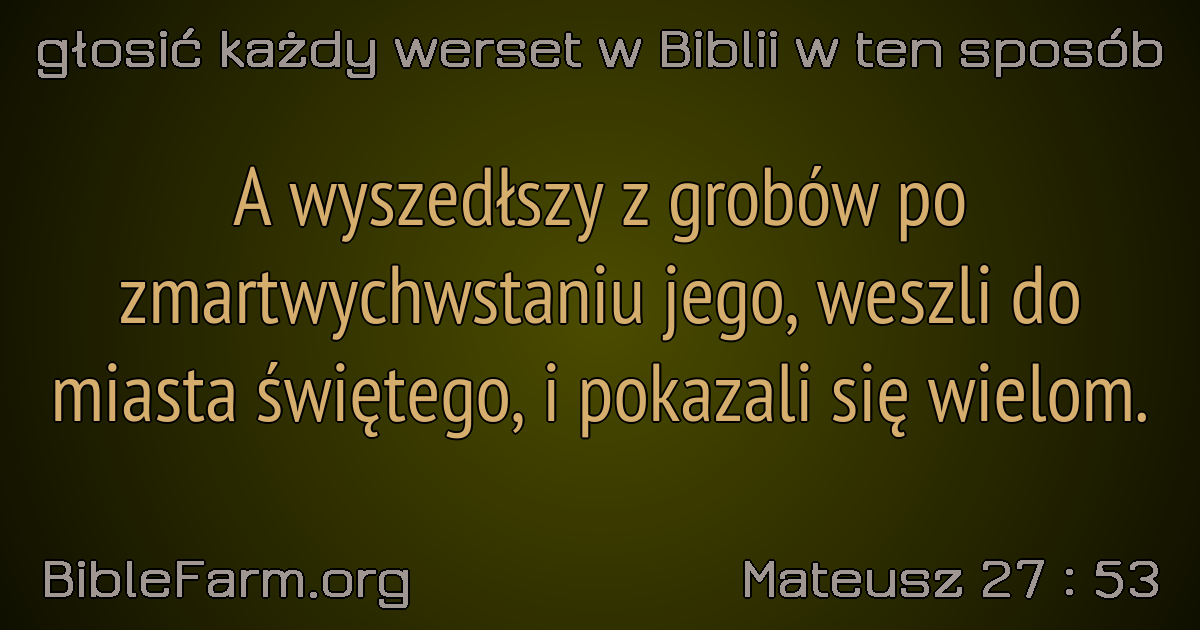 głosić każdy werset w Biblii w ten sposób
A wyszedłszy z grobów po
zmartwychwstaniu jego, weszli do
miasta świętego, i pokazali się wielom.
BibleFarm.org
Mateusz 27 : 53